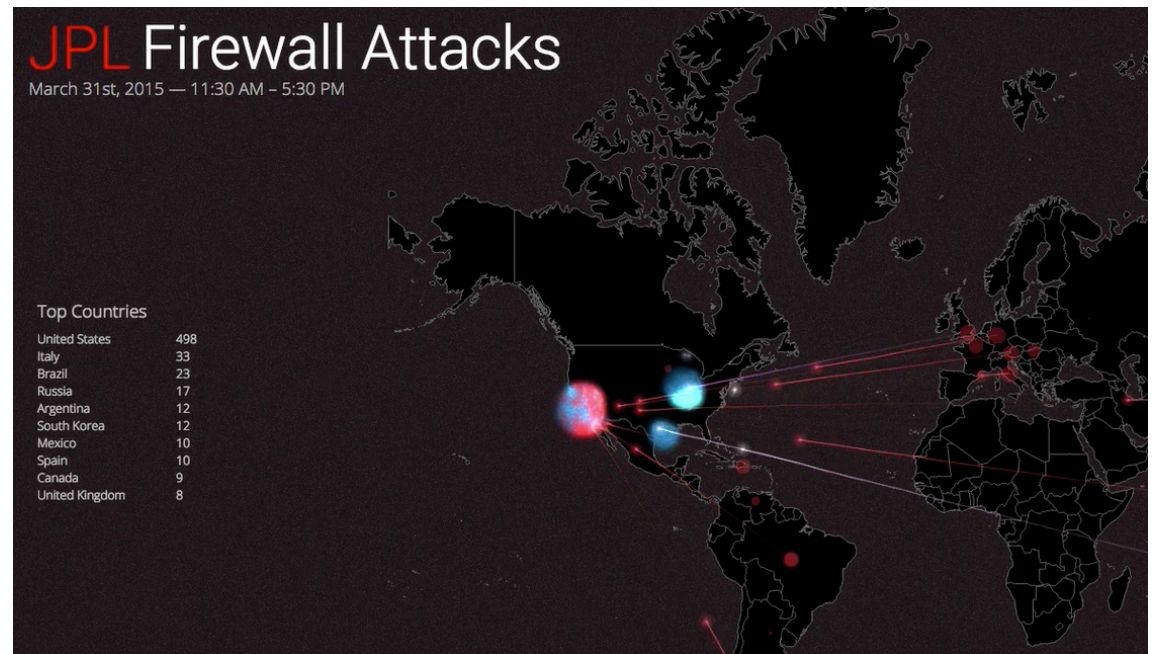 JPL Firewall Attacks
March 31st, 2015 — 11:30 AM – 5:30 PM
Top Countries
United States 498
Italy 33
Brazil 23
Russia 17
Argentina 12
South Korea 12
Mexico 10
Spain 10
Canada 9
United Kingdom 8